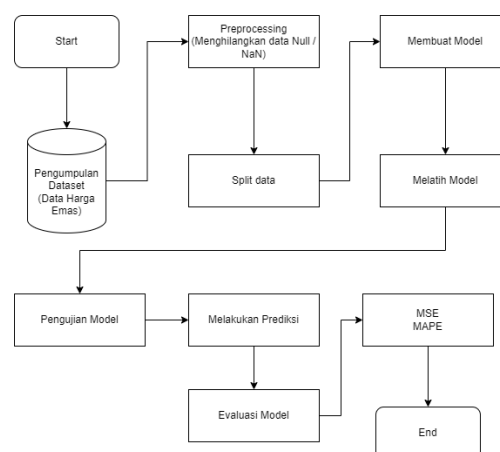 Start
Pengumpulan
Dataset
(Data Harga
Emas)
Preprocessing
(Menghilangkan data Null /
NaN)
Split data
Membuat Model
Melatih Model
Pengujian Model
Melakukan Prediksi
Evaluasi Model
MSE
MAPE
End